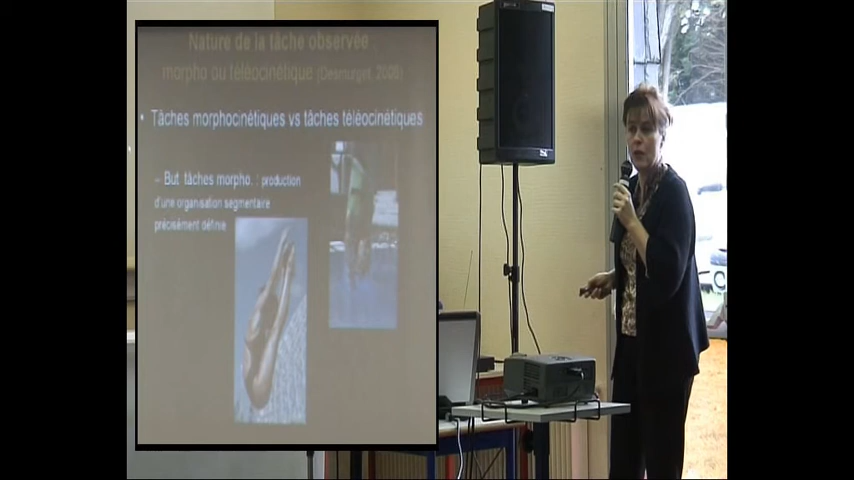 Nature de la tâche observée
morpho ou téléocinétique (Desmurget, 2006)
• Tâches morphocinétiques vs tâches téléocinétiques
– But tâches morpho. : production
d'une organisation segmentaire
précisément définie